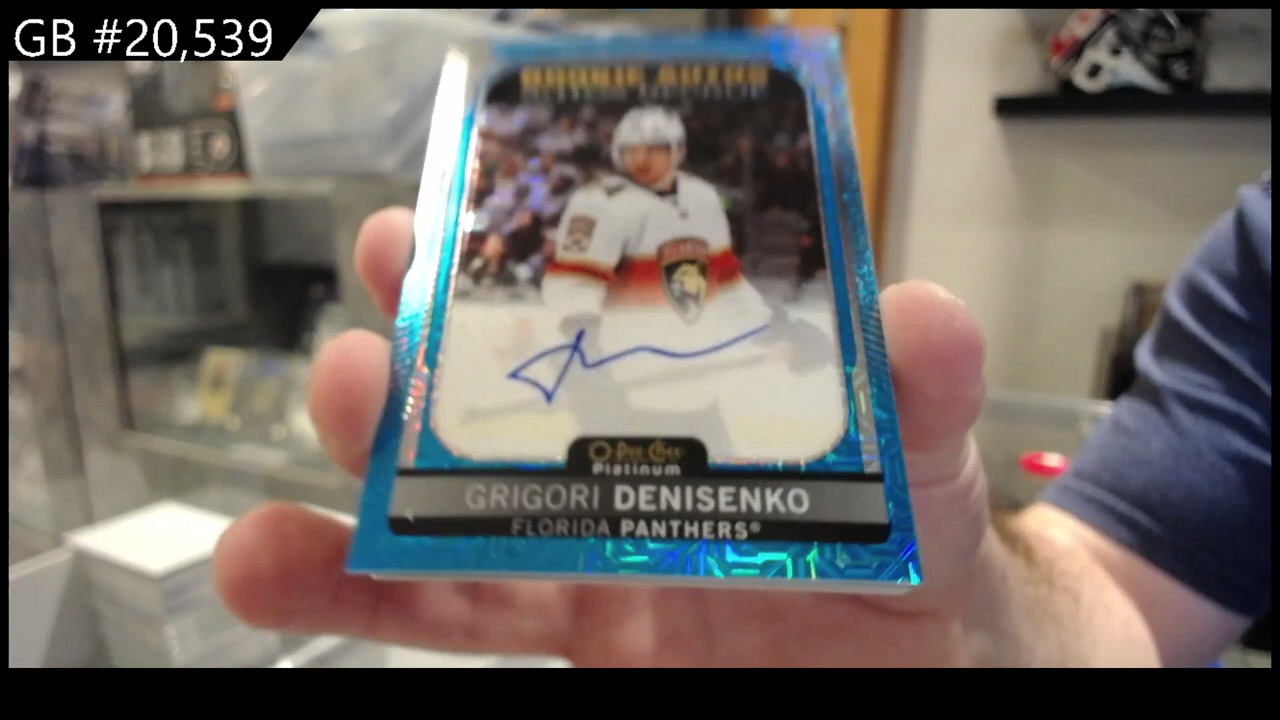 GB #20,539
ROOKIE AUTOS
O-Pee-Chee
Platinum
GRIGORI DENISENKO
FLORIDA PANTHERS®